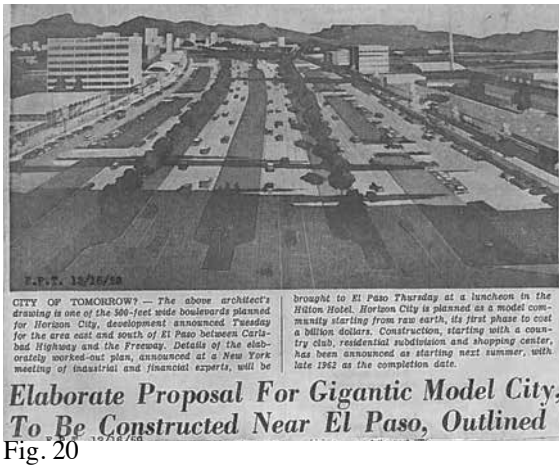 E.P.T. 12/16/59
CITY OF TOMORROW? — The above architect's
drawing is one of the 500-feet wide boulevards planned
for Horizon City, development announced Tuesday
for the area east and south of El Paso between Carls-
bad Highway and the Freeway. Details of the elab-
orately worked-out plan, announced at a New York
meeting of industrial and financial experts, will be
brought to El Paso Thursday at a luncheon in the
Hilton Hotel. Horizon City is planned as a model com-
munity starting from raw earth, its first phase to cost
a billion dollars. Construction, starting with a coun-
try club, residential subdivision and shopping center,
has been announced as starting next summer, with
late 1962 as the completion date.
Elaborate Proposal For Gigantic Model City,
To Be Constructed Near El Paso, Outlined
E.P.T. 12/16/59
Fig. 20